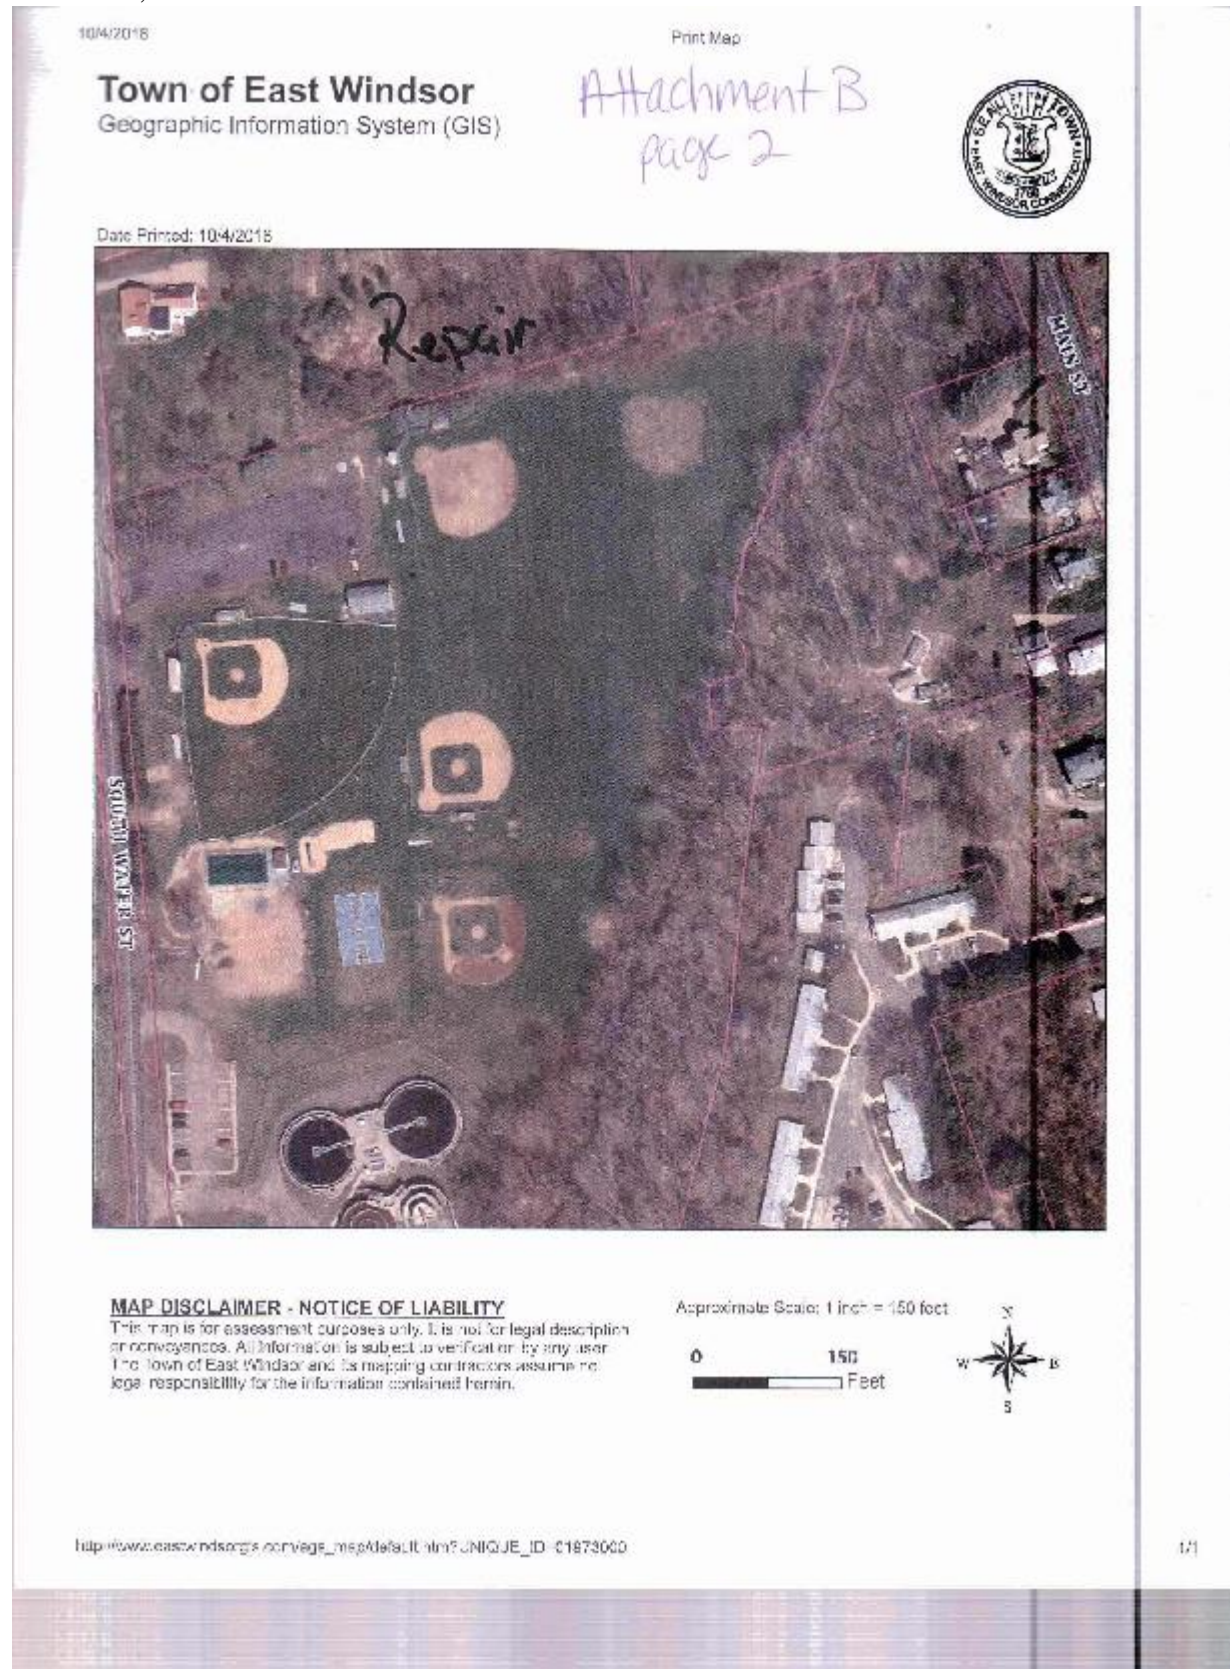 10/4/2018
Print Map
Town of East Windsor
Geographic Information System (GIS)
Attachment B
page 2
Date Printed: 10/4/2018
Repair
MAIN ST
SOUTH WATER ST
MAP DISCLAIMER - NOTICE OF LIABILITY
This map is for assessment purposes only. It is not for legal description
or conveyances. All information is subject to verification by any user.
The Town of East Windsor and its mapping contractors assume no
legal responsibility for the information contained herein.
Approximate Scale: 1 inch = 150 feet
0 150
Feet
N
W E
S
1/1